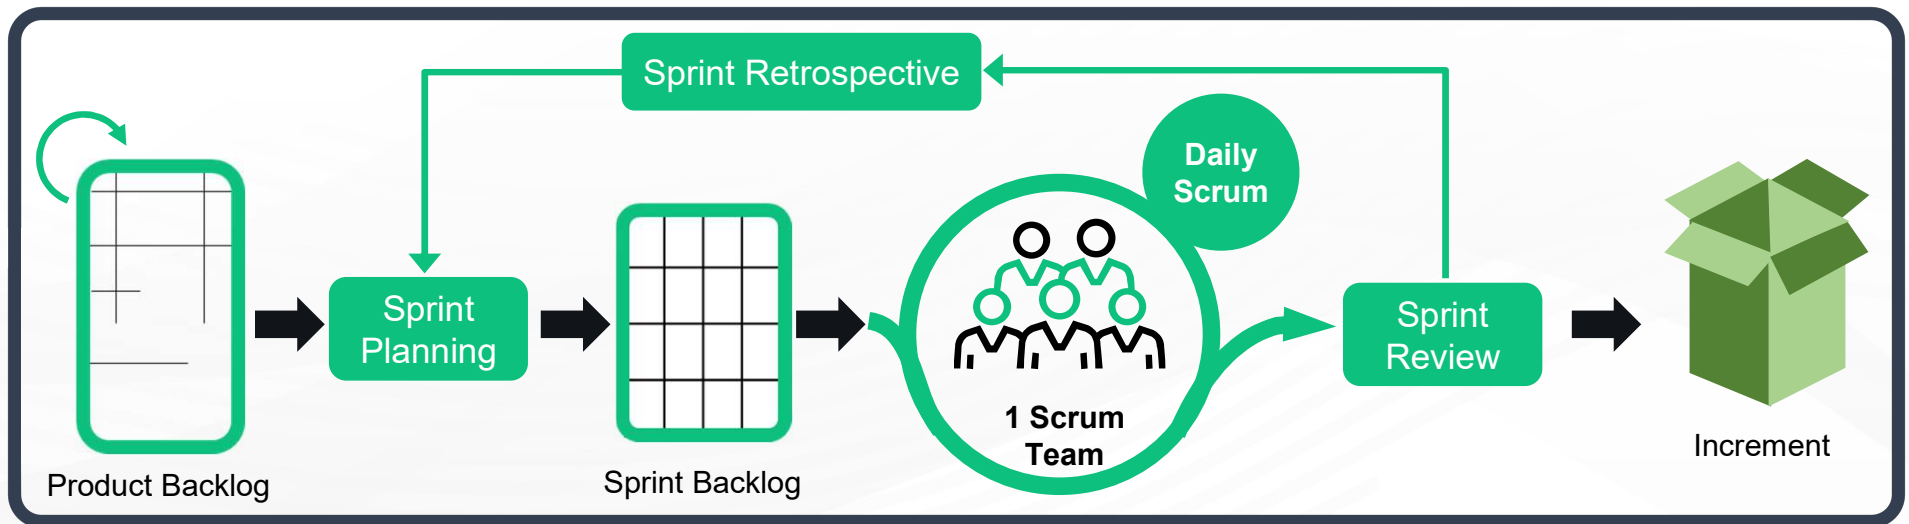 Sprint Retrospective
Daily
Scrum
Sprint
Planning
Sprint
Review
1 Scrum
Team
Product Backlog
Sprint Backlog
Increment